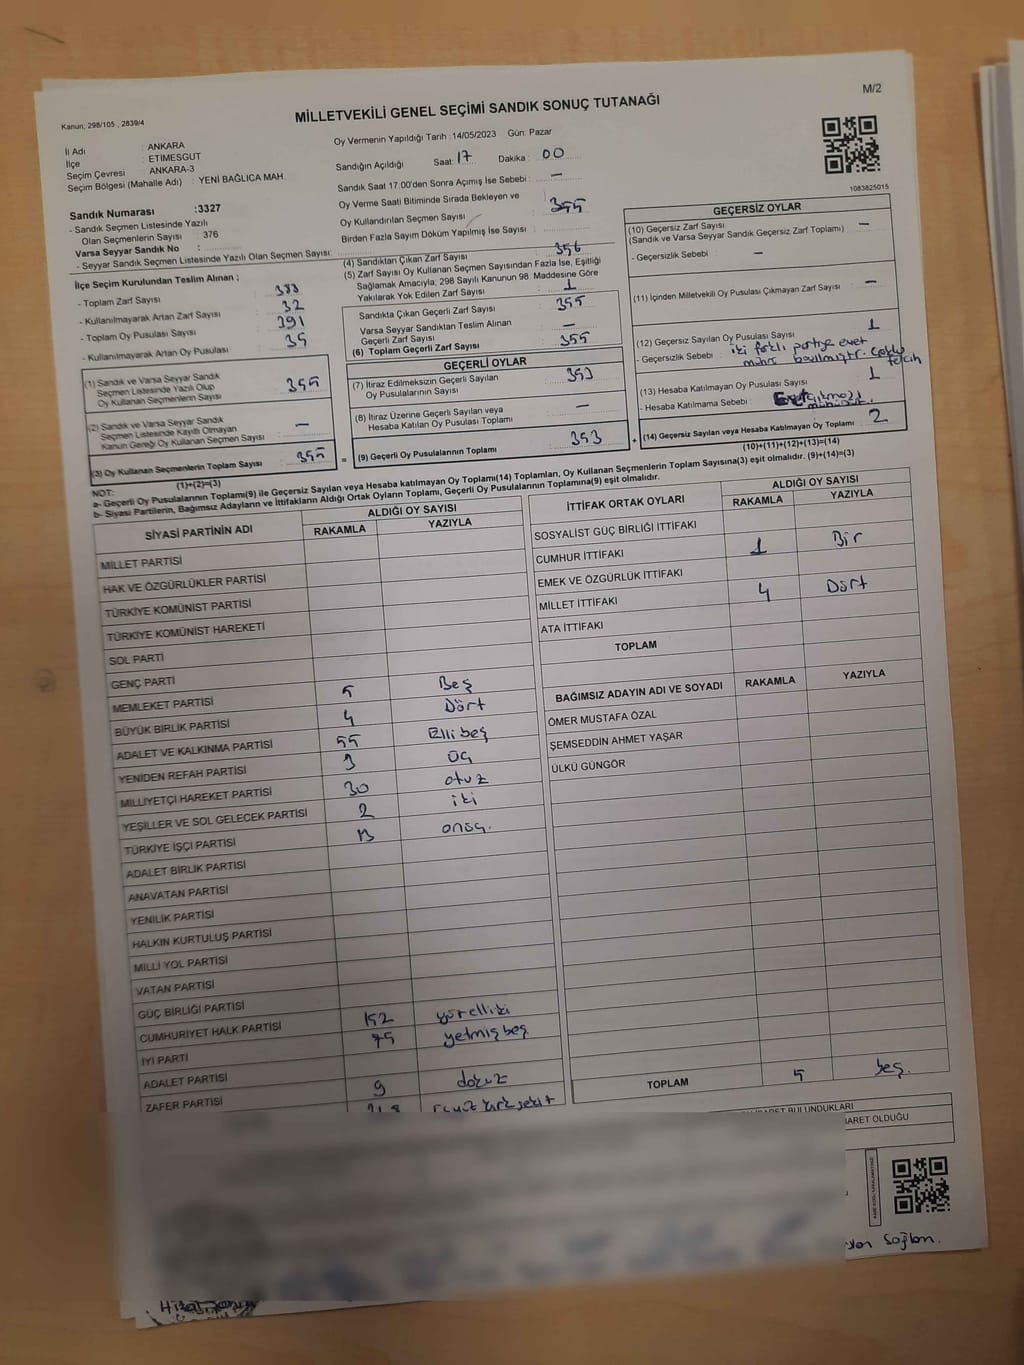 M/2
MİLLETVEKİLİ GENEL SEÇİMİ SANDIK SONUÇ TUTANAĞI
Kanun; 298/105 , 2839/4
İl Adı : ANKARA
İlçe : ETİMESGUT
Seçim Çevresi : ANKARA-3
Seçim Bölgesi (Mahalle Adı) : YENİ BAĞLICA MAH.
Oy Vermenin Yapıldığı Tarih : 14/05/2023 Gün: Pazar
Sandığın Açıldığı Saat: 17 Dakika : 00
Sandık Saat 17.00'den Sonra Açımış İse Sebebi : —
Oy Verme Saati Bitiminde Sırada Bekleyen ve
Oy Kullandırılan Seçmen Sayısı : 355
Birden Fazla Sayım Döküm Yapılmış İse Sayısı :
1083825015
Sandık Numarası :3327
- Sandık Seçmen Listesinde Yazılı
Olan Seçmenlerin Sayısı : 376
Varsa Seyyar Sandık No :
- Seyyar Sandık Seçmen Listesinde Yazılı Olan Seçmen Sayısı:
İlçe Seçim Kurulundan Teslim Alınan ;
- Toplam Zarf Sayısı : 388
- Kullanılmayarak Artan Zarf Sayısı : 32
- Toplam Oy Pusulası Sayısı : 391
- Kullanılmayarak Artan Oy Pusulası : 35
(1) Sandık ve Varsa Seyyar Sandık
Seçmen Listesinde Yazılı Olup
Oy Kullanan Seçmenlerin Sayısı : 355
(2) Sandık ve Varsa Seyyar Sandık
Seçmen Listesinde Kayıtlı Olmayan
Kanun Gereği Oy Kullanan Seçmen Sayısı : —
(3) Oy Kullanan Seçmenlerin Toplam Sayısı : 355
(1)+(2)=(3)
(4) Sandıktan Çıkan Zarf Sayısı : 356
(5) Zarf Sayısı Oy Kullanan Seçmen Sayısından Fazla İse, Eşitliği
Sağlamak Amacıyla; 298 Sayılı Kanunun 98. Maddesine Göre
Yakılarak Yok Edilen Zarf Sayısı : 1
Sandıkta Çıkan Geçerli Zarf Sayısı : 355
Varsa Seyyar Sandıktan Teslim Alınan
Geçerli Zarf Sayısı : —
(6) Toplam Geçerli Zarf Sayısı : 355
GEÇERLİ OYLAR
(7) İtiraz Edilmeksizin Geçerli Sayılan
Oy Pusulalarının Sayısı : 353
(8) İtiraz Üzerine Geçerli Sayılan veya
Hesaba Katılan Oy Pusulası Toplamı : —
= (9) Geçerli Oy Pusulalarının Toplamı : 353 +
GEÇERSİZ OYLAR
(10) Geçersiz Zarf Sayısı : —
(Sandık ve Varsa Seyyar Sandık Geçersiz Zarf Toplamı)
- Geçersizlik Sebebi : —
(11) İçinden Milletvekili Oy Pusulası Çıkmayan Zarf Sayısı : —
(12) Geçersiz Sayılan Oy Pusulası Sayısı : 1
- Geçersizlik Sebebi : iki farklı partiye evet
mührü basılmıştır.
(13) Hesaba Katılmayan Oy Pusulası Sayısı : 1
- Hesaba Katılmama Sebebi :
(14) Geçersiz Sayılan veya Hesaba Katılmayan Oy Toplamı : 2
(10)+(11)+(12)+(13)=(14)
NOT:
a- Geçerli Oy Pusulalarının Toplamı(9) ile Geçersiz Sayılan veya Hesaba katılmayan Oy Toplamı(14) Toplamları, Oy Kullanan Seçmenlerin Toplam Sayısına(3) eşit olmalıdır. (9)+(14)=(3)
b- Siyasi Partilerin, Bağımsız Adayların ve İttifakların Aldığı Ortak Oyların Toplamı, Geçerli Oy Pusulalarının Toplamına(9) eşit olmalıdır.
SİYASİ PARTİNİN ADI ALDIĞI OY SAYISI
RAKAMLA YAZIYLA
MİLLET PARTİSİ
HAK VE ÖZGÜRLÜKLER PARTİSİ
TÜRKİYE KOMÜNİST PARTİSİ
TÜRKİYE KOMÜNİST HAREKETİ
SOL PARTİ
GENÇ PARTİ
MEMLEKET PARTİSİ 5 Beş
BÜYÜK BİRLİK PARTİSİ 4 Dört
ADALET VE KALKINMA PARTİSİ 55 Elli beş
YENİDEN REFAH PARTİSİ 3 üç
MİLLİYETÇİ HAREKET PARTİSİ 30 otuz
YEŞİLLER VE SOL GELECEK PARTİSİ 2 iki
TÜRKİYE İŞÇİ PARTİSİ 13 onüç.
ADALET BİRLİK PARTİSİ
ANAVATAN PARTİSİ
YENİLİK PARTİSİ
HALKIN KURTULUŞ PARTİSİ
MİLLİ YOL PARTİSİ
VATAN PARTİSİ
GÜÇ BİRLİĞİ PARTİSİ
CUMHURİYET HALK PARTİSİ 152 yüzelliiki
İYİ PARTİ 75 yetmişbeş
ADALET PARTİSİ
ZAFER PARTİSİ 9 dokuz
İTTİFAK ORTAK OYLARI ALDIĞI OY SAYISI
RAKAMLA YAZIYLA
SOSYALİST GÜÇ BİRLİĞİ İTTİFAKI
CUMHUR İTTİFAKI 1 Bir
EMEK VE ÖZGÜRLÜK İTTİFAKI
MİLLET İTTİFAKI 4 Dört
ATA İTTİFAKI
TOPLAM
BAĞIMSIZ ADAYIN ADI VE SOYADI RAKAMLA YAZIYLA
ÖMER MUSTAFA ÖZAL
ŞEMSEDDİN AHMET YAŞAR
ÜLKÜ GÜNGÖR
TOPLAM 5 beş.
BULUNDUKLARI
ARET OLDUĞU